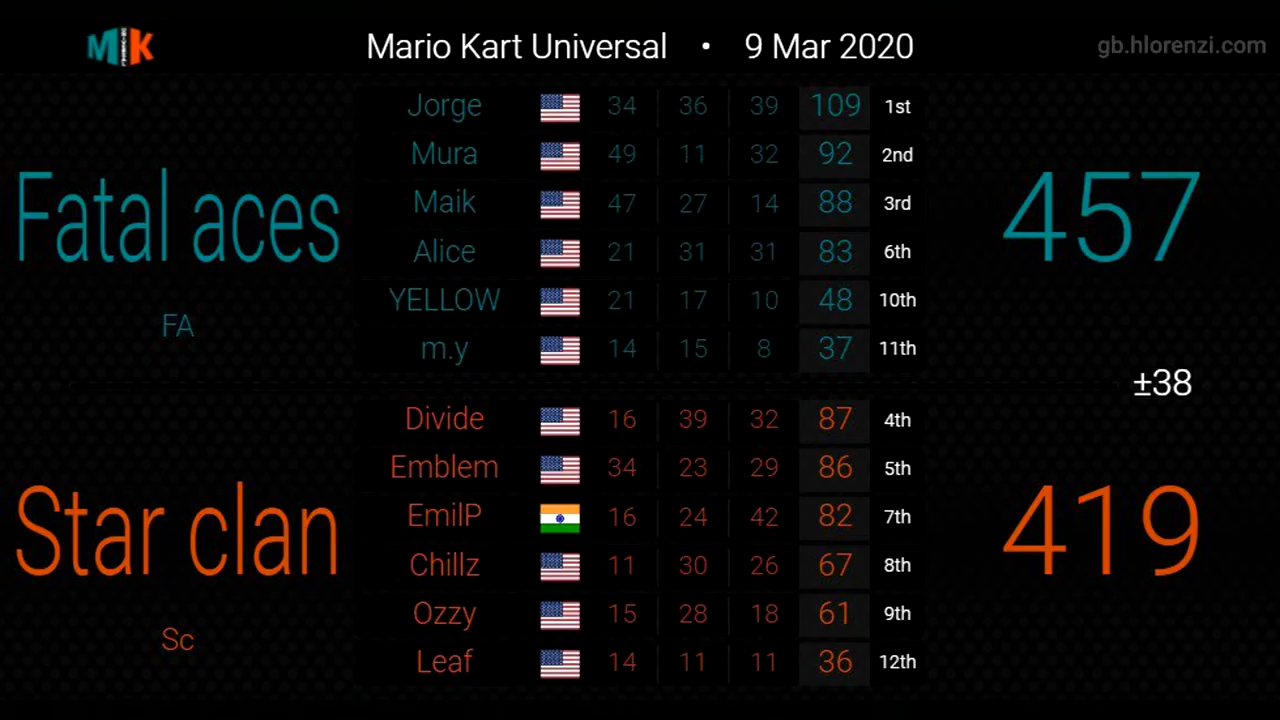 MK
Mario Kart Universal • 9 Mar 2020
gb.hlorenzi.com
Fatal aces
FA
Jorge 34 36 39 109 1st
Mura 49 11 32 92 2nd
Maik 47 27 14 88 3rd
Alice 21 31 31 83 6th
YELLOW 21 17 10 48 10th
m.y 14 15 8 37 11th
457
±38
Star clan
Sc
Divide 16 39 32 87 4th
Emblem 34 23 29 86 5th
EmilP 16 24 42 82 7th
Chillz 11 30 26 67 8th
Ozzy 15 28 18 61 9th
Leaf 14 11 11 36 12th
419